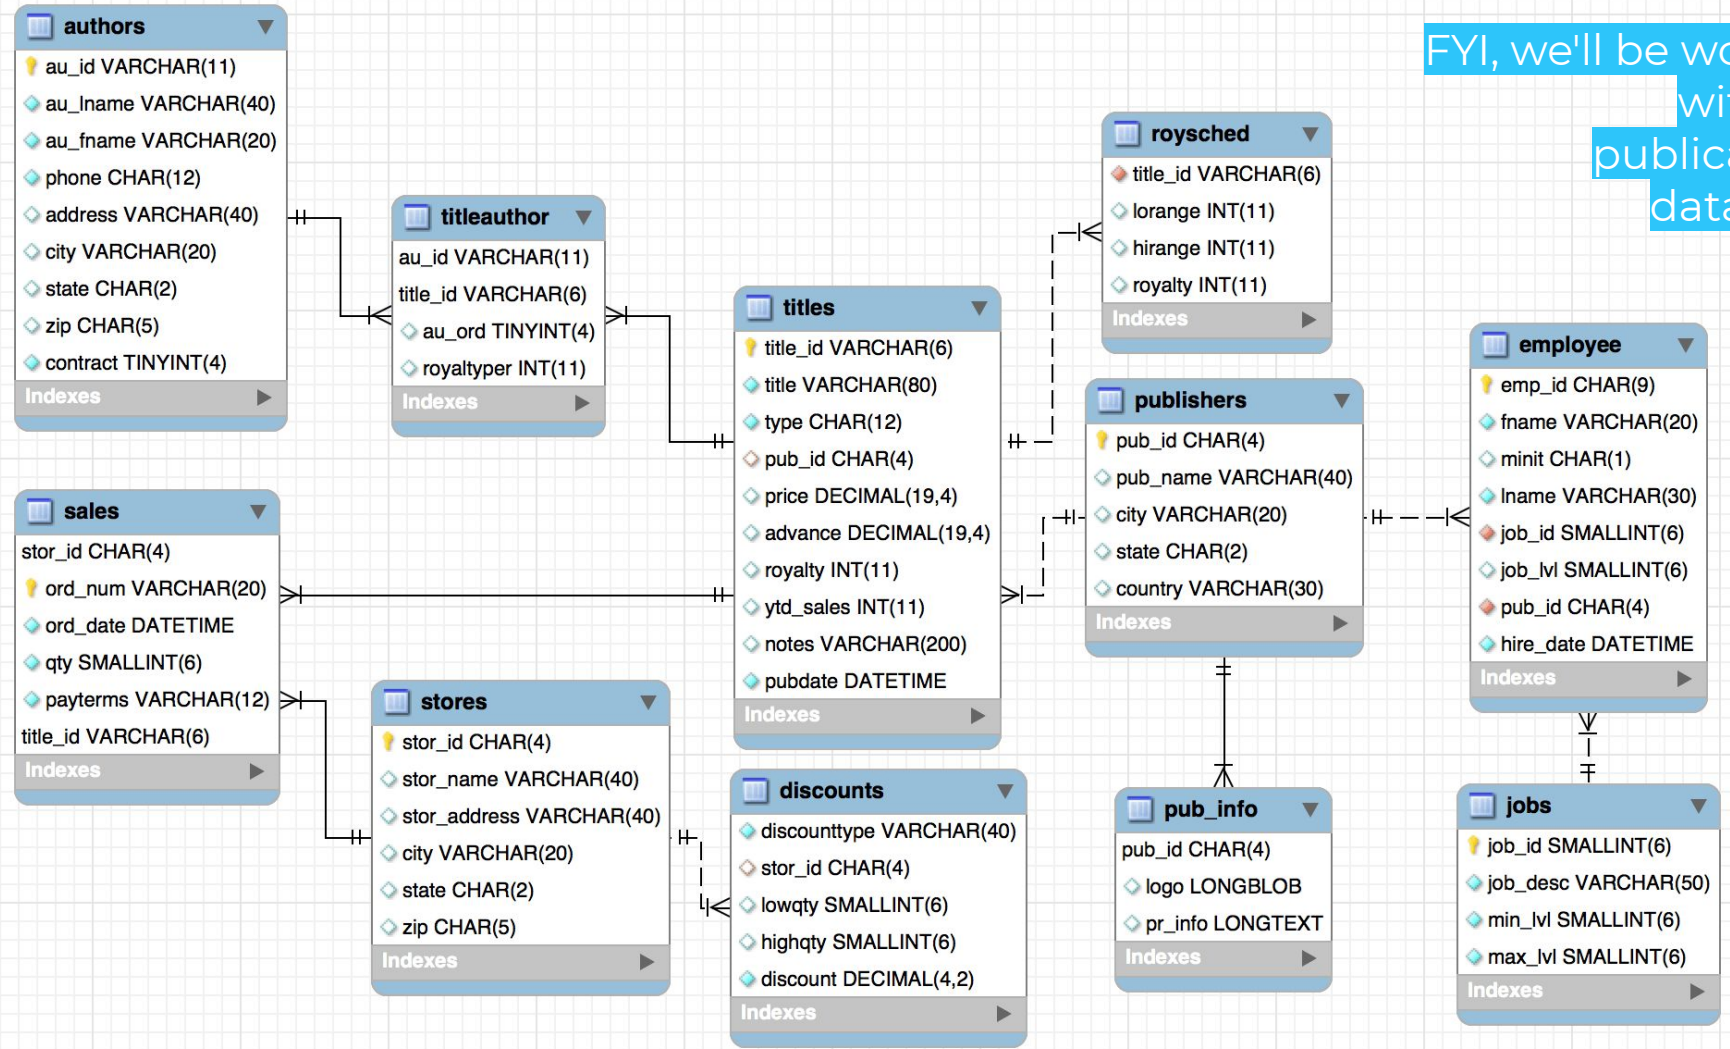 authors
au_id VARCHAR(11)
au_lname VARCHAR(40)
au_fname VARCHAR(20)
phone CHAR(12)
address VARCHAR(40)
city VARCHAR(20)
state CHAR(2)
zip CHAR(5)
contract TINYINT(4)
Indexes
titleauthor
au_id VARCHAR(11)
title_id VARCHAR(6)
au_ord TINYINT(4)
royaltyper INT(11)
Indexes
titles
title_id VARCHAR(6)
title VARCHAR(80)
type CHAR(12)
pub_id CHAR(4)
price DECIMAL(19,4)
advance DECIMAL(19,4)
royalty INT(11)
ytd_sales INT(11)
notes VARCHAR(200)
pubdate DATETIME
Indexes
roysched
title_id VARCHAR(6)
lorange INT(11)
hirange INT(11)
royalty INT(11)
Indexes
FYI, we'll be wo
wit
publica
data
publishers
pub_id CHAR(4)
pub_name VARCHAR(40)
city VARCHAR(20)
state CHAR(2)
country VARCHAR(30)
Indexes
employee
emp_id CHAR(9)
fname VARCHAR(20)
minit CHAR(1)
lname VARCHAR(30)
job_id SMALLINT(6)
job_lvl SMALLINT(6)
pub_id CHAR(4)
hire_date DATETIME
Indexes
sales
stor_id CHAR(4)
ord_num VARCHAR(20)
ord_date DATETIME
qty SMALLINT(6)
payterms VARCHAR(12)
title_id VARCHAR(6)
Indexes
stores
stor_id CHAR(4)
stor_name VARCHAR(40)
stor_address VARCHAR(40)
city VARCHAR(20)
state CHAR(2)
zip CHAR(5)
Indexes
discounts
discounttype VARCHAR(40)
stor_id CHAR(4)
lowqty SMALLINT(6)
highqty SMALLINT(6)
discount DECIMAL(4,2)
Indexes
pub_info
pub_id CHAR(4)
logo LONGBLOB
pr_info LONGTEXT
Indexes
jobs
job_id SMALLINT(6)
job_desc VARCHAR(50)
min_lvl SMALLINT(6)
max_lvl SMALLINT(6)
Indexes